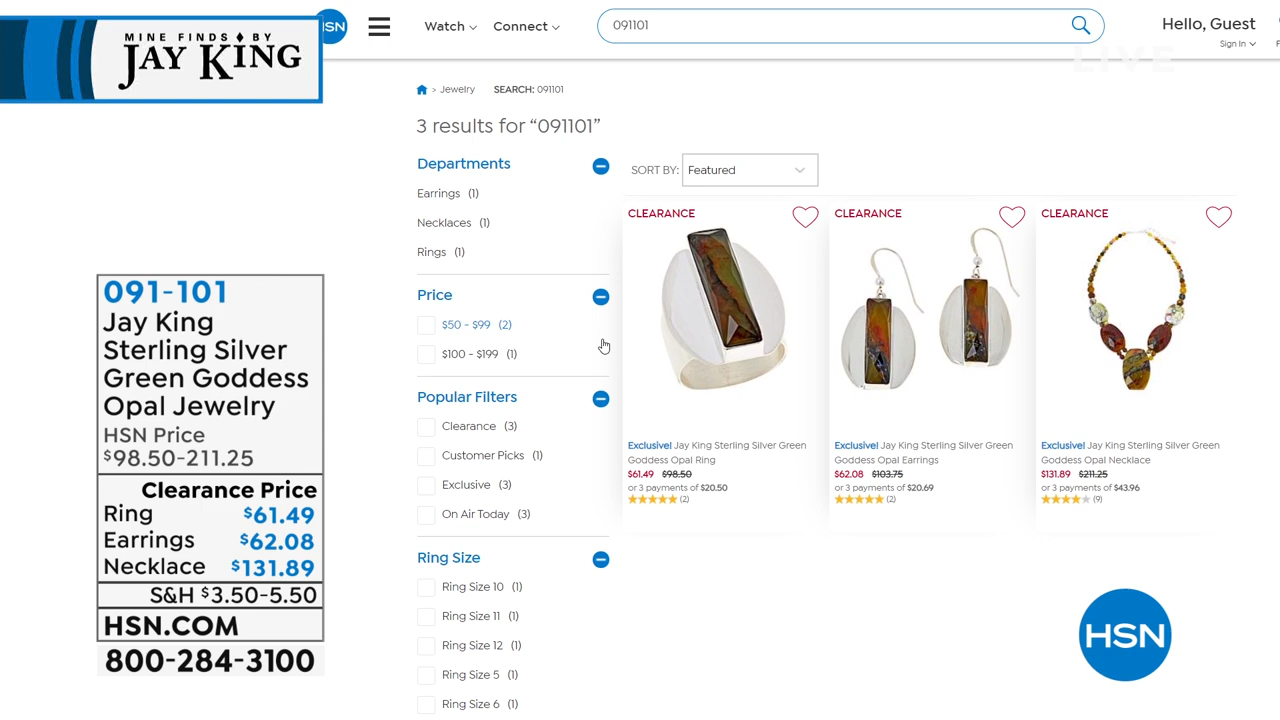 MINE FINDS BY
JAY KING
HSN
Watch
Connect
091101
Hello, Guest
Sign In
LIVE
> Jewelry
SEARCH: 091101
3 results for “091101”
Departments
Earrings (1)
Necklaces (1)
Rings (1)
Price
$50 - $99 (2)
$100 - $199 (1)
Popular Filters
Clearance (3)
Customer Picks (1)
Exclusive (3)
On Air Today (3)
Ring Size
Ring Size 10 (1)
Ring Size 11 (1)
Ring Size 12 (1)
Ring Size 5 (1)
Ring Size 6 (1)
SORT BY: Featured
CLEARANCE
Exclusive! Jay King Sterling Silver Green
Goddess Opal Ring
$61.49 $98.50
or 3 payments of $20.50
(2)
CLEARANCE
Exclusive! Jay King Sterling Silver Green
Goddess Opal Earrings
$62.08 $103.75
or 3 payments of $20.69
(2)
CLEARANCE
Exclusive! Jay King Sterling Silver Green
Goddess Opal Necklace
$131.89 $211.25
or 3 payments of $43.96
(9)
091-101
Jay King
Sterling Silver
Green Goddess
Opal Jewelry
HSN Price
$98.50-211.25
Clearance Price
Ring $61.49
Earrings $62.08
Necklace $131.89
S&H $3.50-5.50
HSN.COM
800-284-3100
HSN